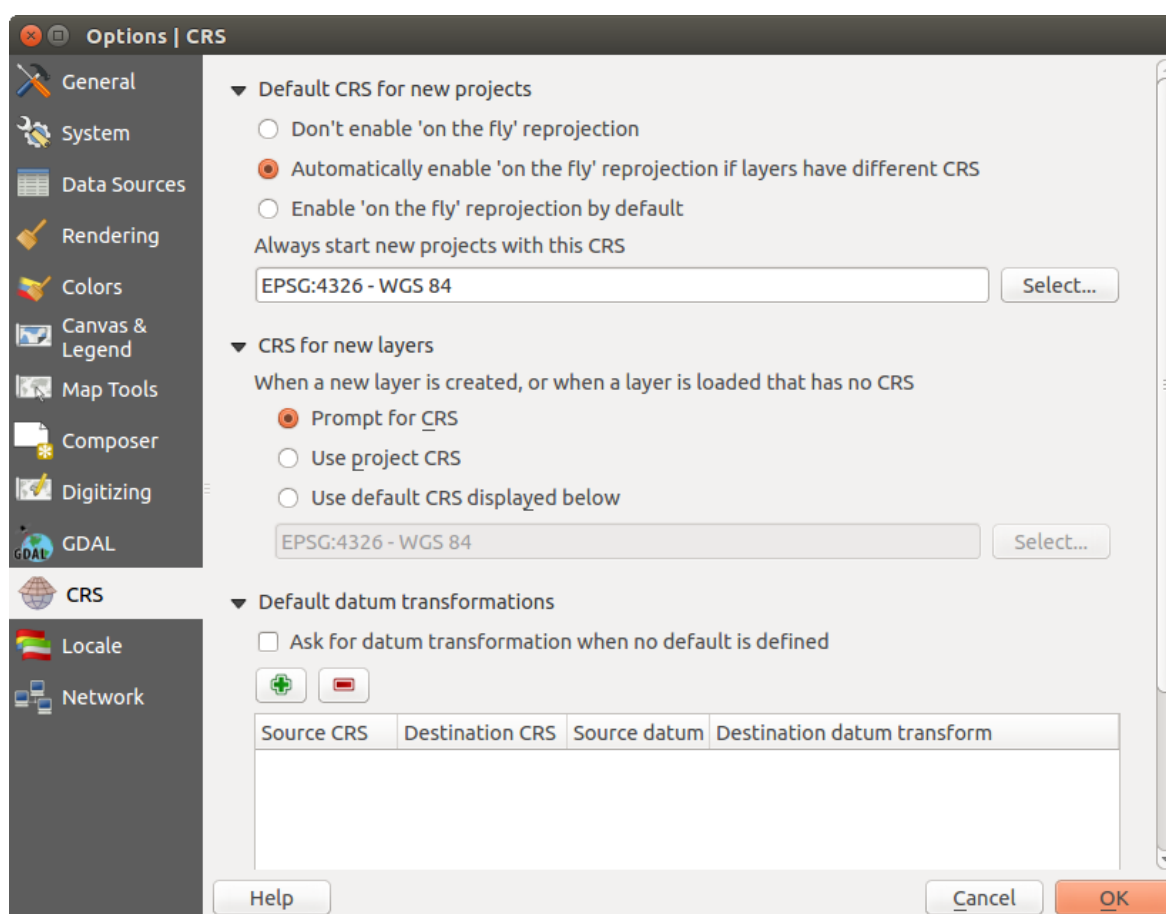 Options | CRS
General
System
Data Sources
Rendering
Colors
Canvas &
Legend
Map Tools
Composer
Digitizing
GDAL
GDAL
CRS
Locale
Network
Default CRS for new projects
Don't enable 'on the fly' reprojection
Automatically enable 'on the fly' reprojection if layers have different CRS
Enable 'on the fly' reprojection by default
Always start new projects with this CRS
EPSG:4326 - WGS 84 Select...
CRS for new layers
When a new layer is created, or when a layer is loaded that has no CRS
Prompt for CRS
Use project CRS
Use default CRS displayed below
EPSG:4326 - WGS 84 Select...
Default datum transformations
Ask for datum transformation when no default is defined
Source CRS Destination CRS Source datum Destination datum transform
Help Cancel OK